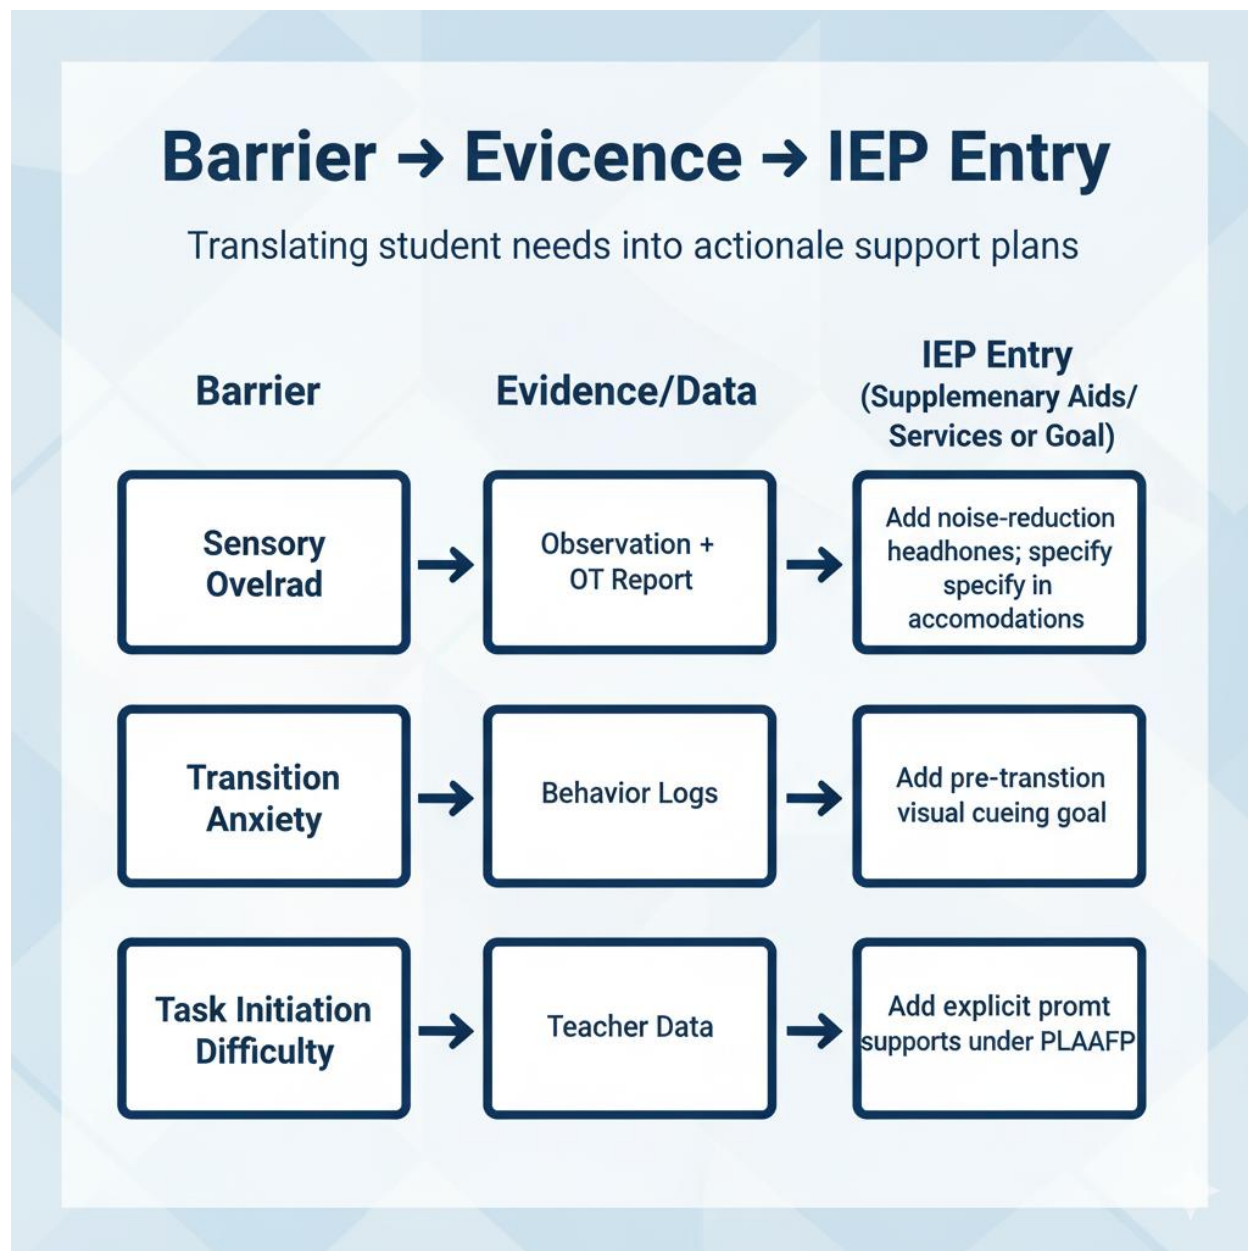 Barrier → Evicence → IEP Entry
Translating student needs into actionale support plans
Barrier
Evidence/Data
IEP Entry
(Supplemenary Aids/
Services or Goal)
Sensory
Ovelrad
Observation +
OT Report
Add noise-reduction
headhones; specify
specify in
accomodations
Transition
Anxiety
Behavior Logs
Add pre-transtion
visual cueing goal
Task Initiation
Difficulty
Teacher Data
Add explicit promt
supports under PLAAFP